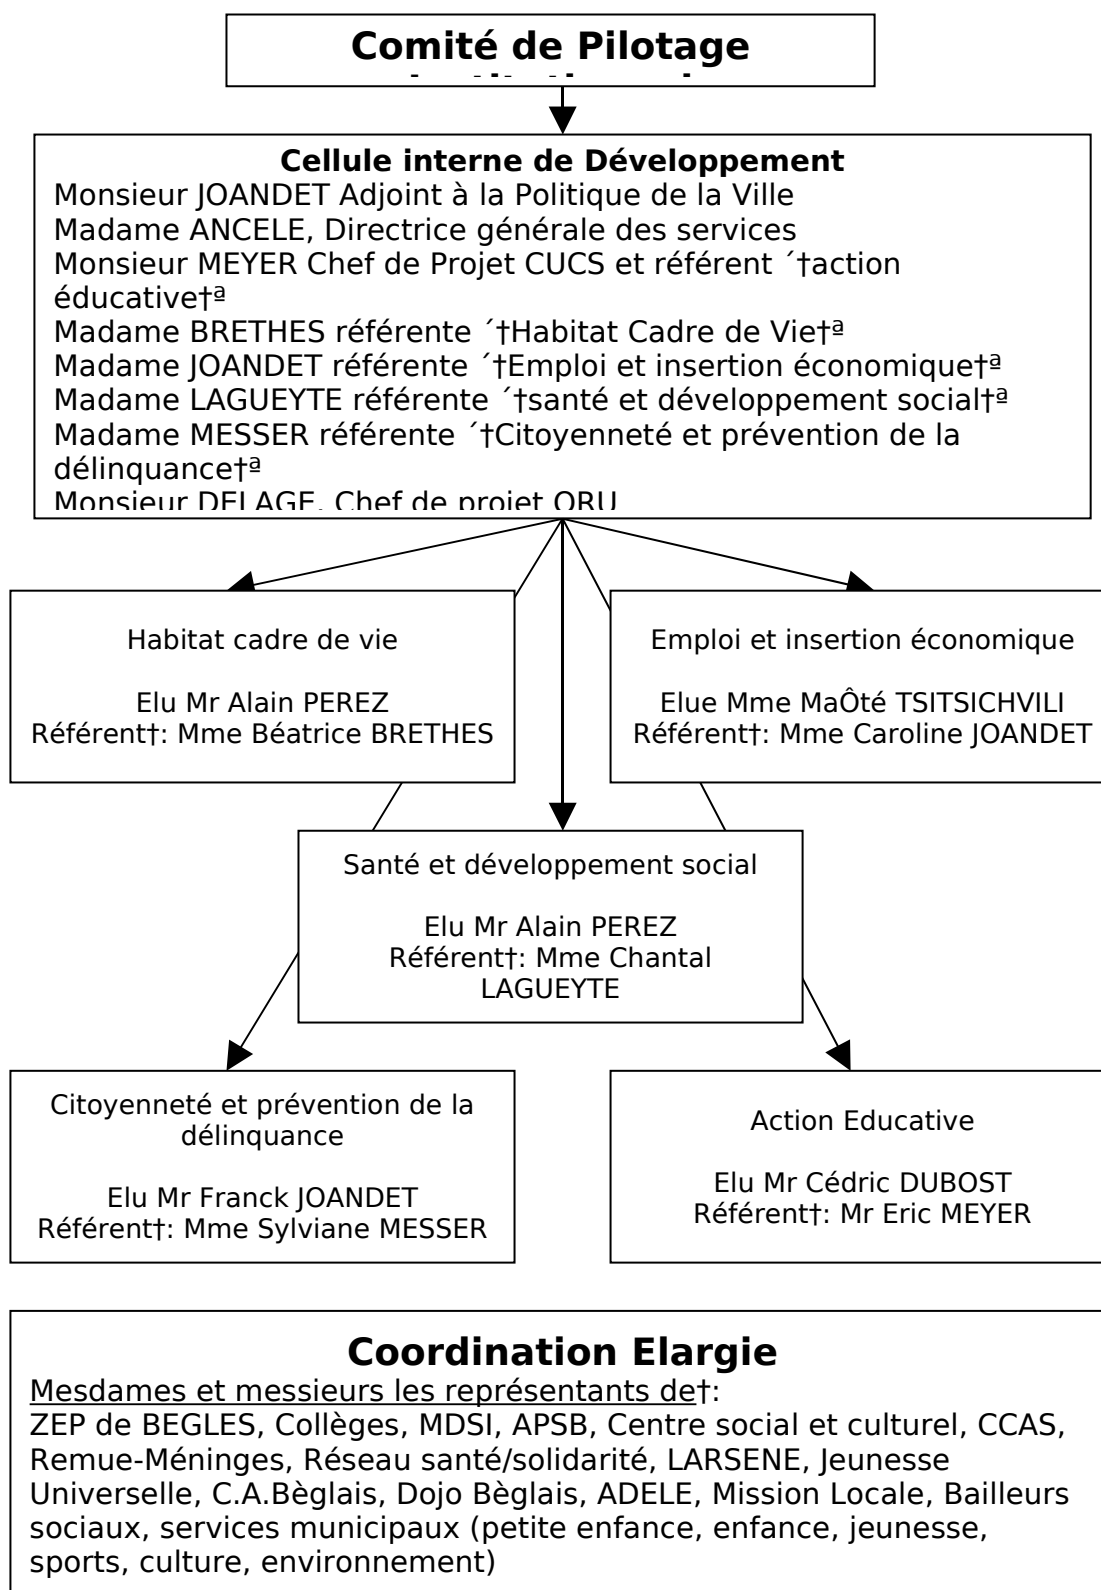 Comité de Pilotage
Cellule interne de Développement
Monsieur JOANDET Adjoint à la Politique de la Ville
Madame ANCELE, Directrice générale des services
Monsieur MEYER Chef de Projet CUCS et référent ´†action
éducative†ª
Madame BRETHES référente ´†Habitat Cadre de Vie†ª
Madame JOANDET référente ´†Emploi et insertion économique†ª
Madame LAGUEYTE référente ´†santé et développement social†ª
Madame MESSER référente ´†Citoyenneté et prévention de la
délinquance†ª
Monsieur DELAGE, Chef de projet ORU
Habitat cadre de vie
Elu Mr Alain PEREZ
Référent†: Mme Béatrice BRETHES
Emploi et insertion économique
Elue Mme MaÔté TSITSICHVILI
Référent†: Mme Caroline JOANDET
Santé et développement social
Elu Mr Alain PEREZ
Référent†: Mme Chantal
LAGUEYTE
Citoyenneté et prévention de la
délinquance
Elu Mr Franck JOANDET
Référent†: Mme Sylviane MESSER
Action Educative
Elu Mr Cédric DUBOST
Référent†: Mr Eric MEYER
Coordination Elargie
Mesdames et messieurs les représentants de†:
ZEP de BEGLES, Collèges, MDSI, APSB, Centre social et culturel, CCAS,
Remue-Méninges, Réseau santé/solidarité, LARSENE, Jeunesse
Universelle, C.A.Bèglais, Dojo Bèglais, ADELE, Mission Locale, Bailleurs
sociaux, services municipaux (petite enfance, enfance, jeunesse,
sports, culture, environnement)